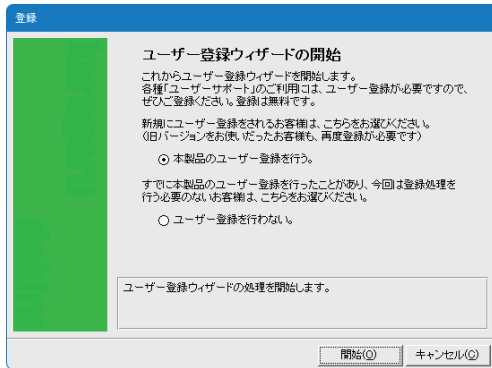 登録
ユーザー登録ウィザードの開始
これからユーザー登録ウィザードを開始します。
各種「ユーザーサポート」のご利用には、ユーザー登録が必要ですので、
ぜひご登録ください。登録は無料です。
新規にユーザー登録をされるお客様は、こちらをお選びください。
(旧バージョンをお使いだったお客様も、再度登録が必要です)
本製品のユーザー登録を行う。
すでに本製品のユーザー登録を行ったことがあり、今回は登録処理を
行う必要のないお客様は、こちらをお選びください。
ユーザー登録を行わない。
ユーザー登録ウィザードの処理を開始します。
開始(O) キャンセル(C)